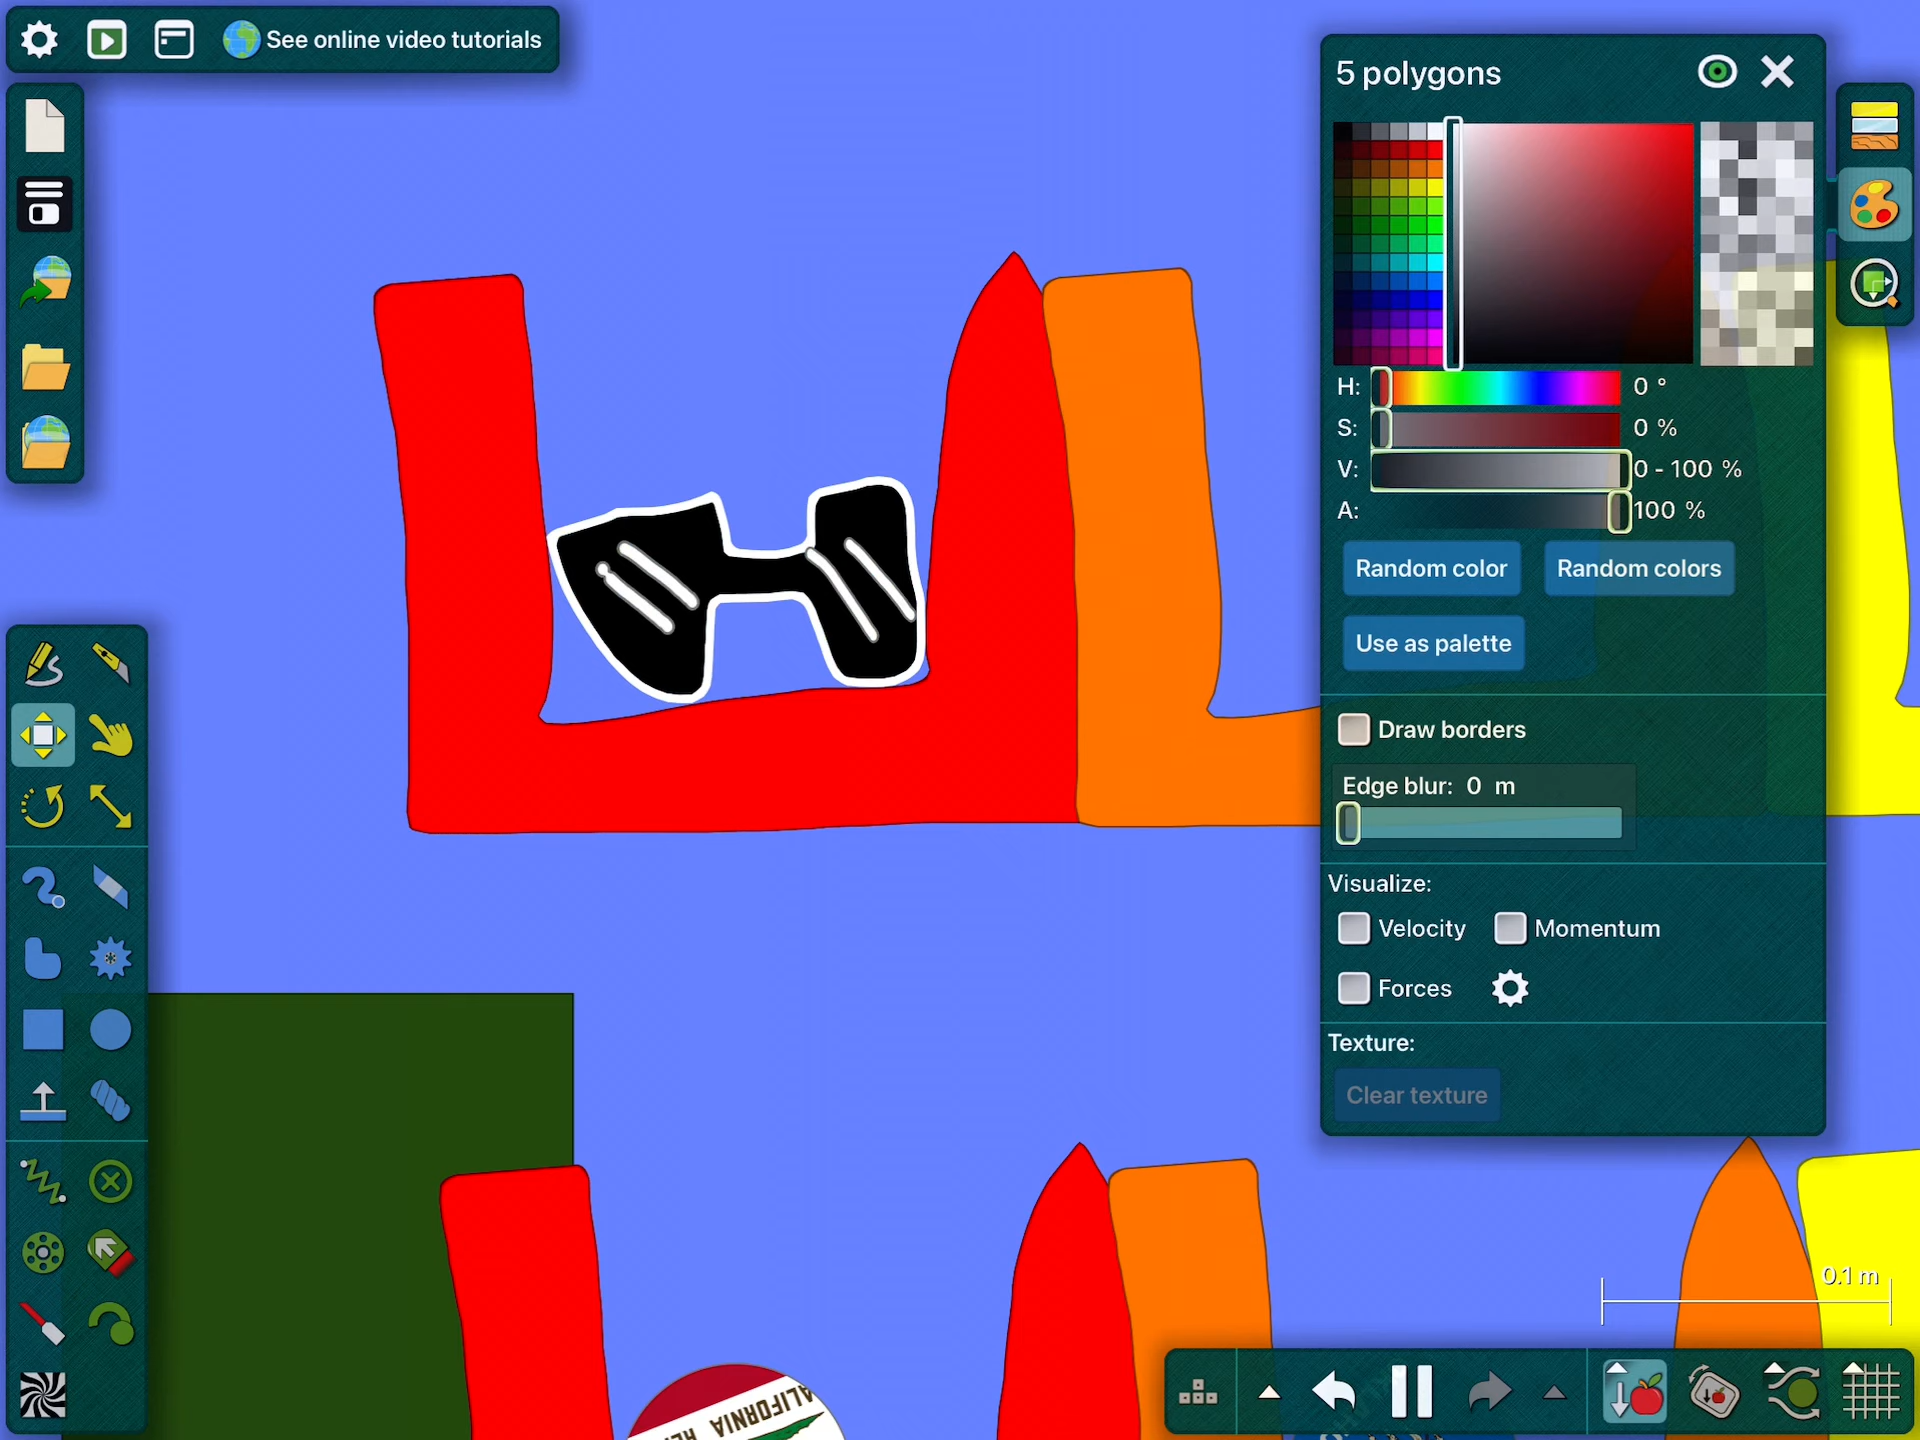 See online video tutorials
5 polygons
H: 0 °
S: 0 %
V: 0 - 100 %
A: 100 %
Random color Random colors
Use as palette
Draw borders
Edge blur: 0 m
Visualize:
Velocity Momentum
Forces
Texture:
Clear texture
0.1 m
ALIFORNIA